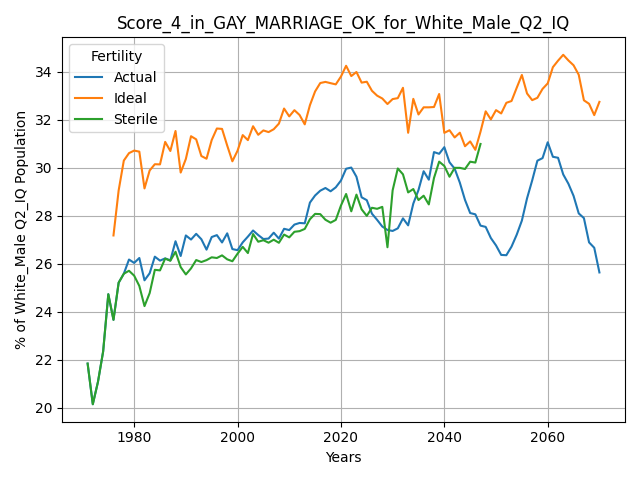 Score_4_in_GAY_MARRIAGE_OK_for_White_Male_Q2_IQ
Fertility
Actual
Ideal
Sterile
% of White_Male Q2_IQ Population
34
32
30
28
26
24
22
20
1980 2000 2020 2040 2060
Years